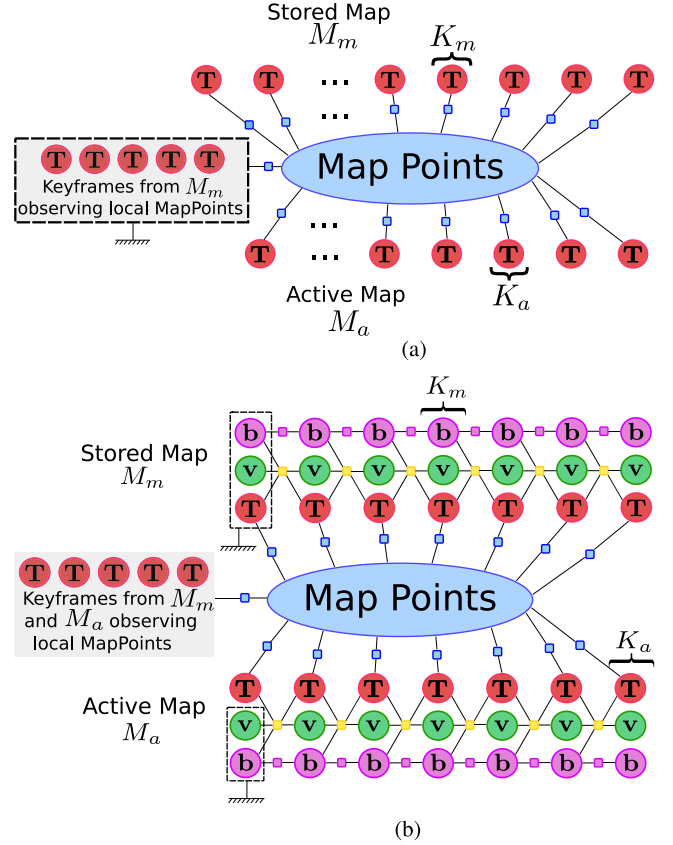 Stored Map
M_m
K_m
T T ... T T T T T
...
T T T T T
Keyframes from M_m
observing local MapPoints
Map Points
...
T ... T T T T T
Active Map
M_a
K_a
(a)
K_m
b b b b b b b
Stored Map
M_m
v v v v v v v
T T T T T T T
T T T T T
Keyframes from M_m
and M_a observing
local MapPoints
Map Points
K_a
T T T T T T T
Active Map
M_a
v v v v v v v
b b b b b b b
(b)